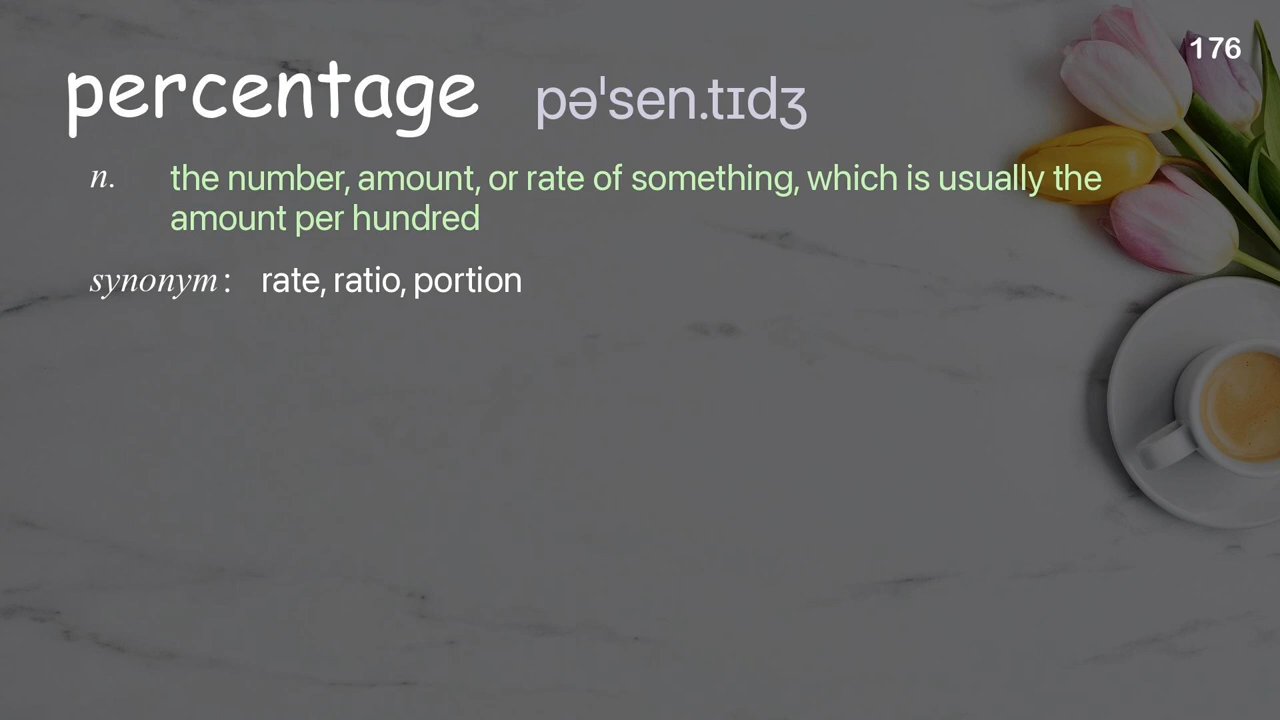 176
percentage pəˈsen.tɪdʒ
n. the number, amount, or rate of something, which is usually the
amount per hundred
synonym: rate, ratio, portion